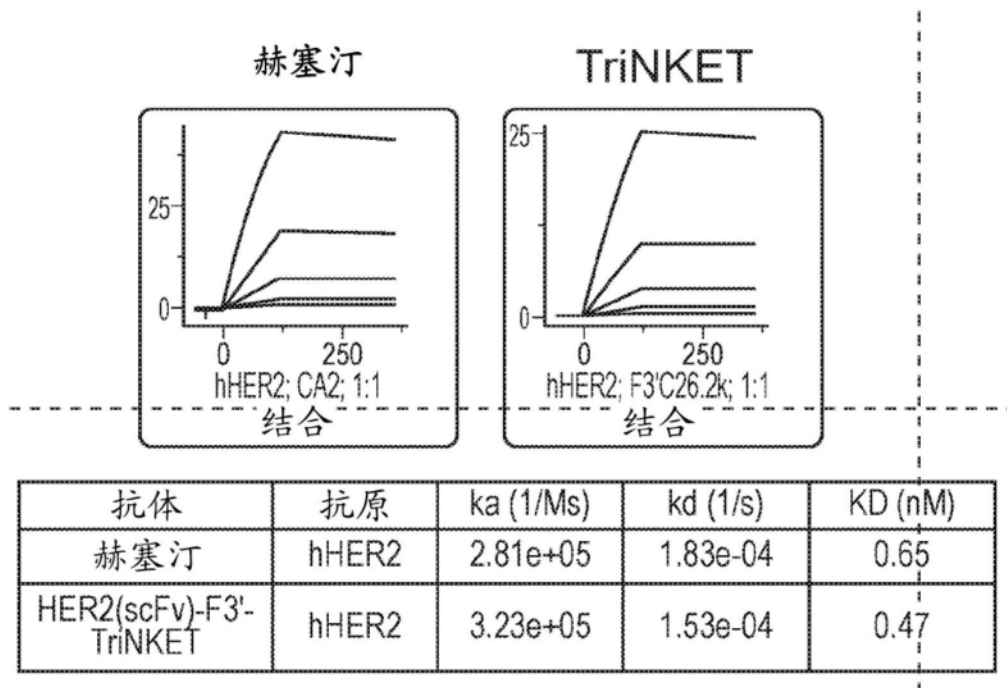 赫塞汀
TriNKET
25
0
0 250
hHER2; CA2; 1:1
结合
25
0
0 250
hHER2; F3'C26.2k; 1:1
结合
抗体 抗原 ka (1/Ms) kd (1/s) KD (nM)
赫塞汀 hHER2 2.81e+05 1.83e-04 0.65
HER2(scFv)-F3'-
TriNKET hHER2 3.23e+05 1.53e-04 0.47